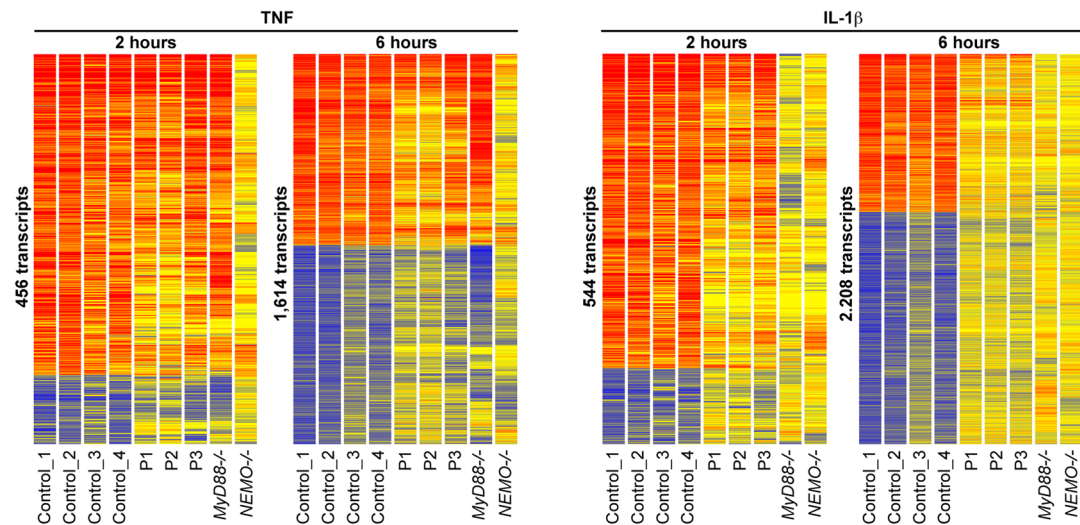 TNF
IL-1β
2 hours
6 hours
2 hours
6 hours
456 transcripts
1,614 transcripts
544 transcripts
2.208 transcripts
Control_1
Control_2
Control_3
Control_4
P1
P2
P3
MyD88-/-
NEMO-/-
Control_1
Control_2
Control_3
Control_4
P1
P2
P3
MyD88-/-
NEMO-/-
Control_1
Control_2
Control_3
Control_4
P1
P2
P3
MyD88-/-
NEMO-/-
Control_1
Control_2
Control_3
Control_4
P1
P2
P3
MyD88-/-
NEMO-/-